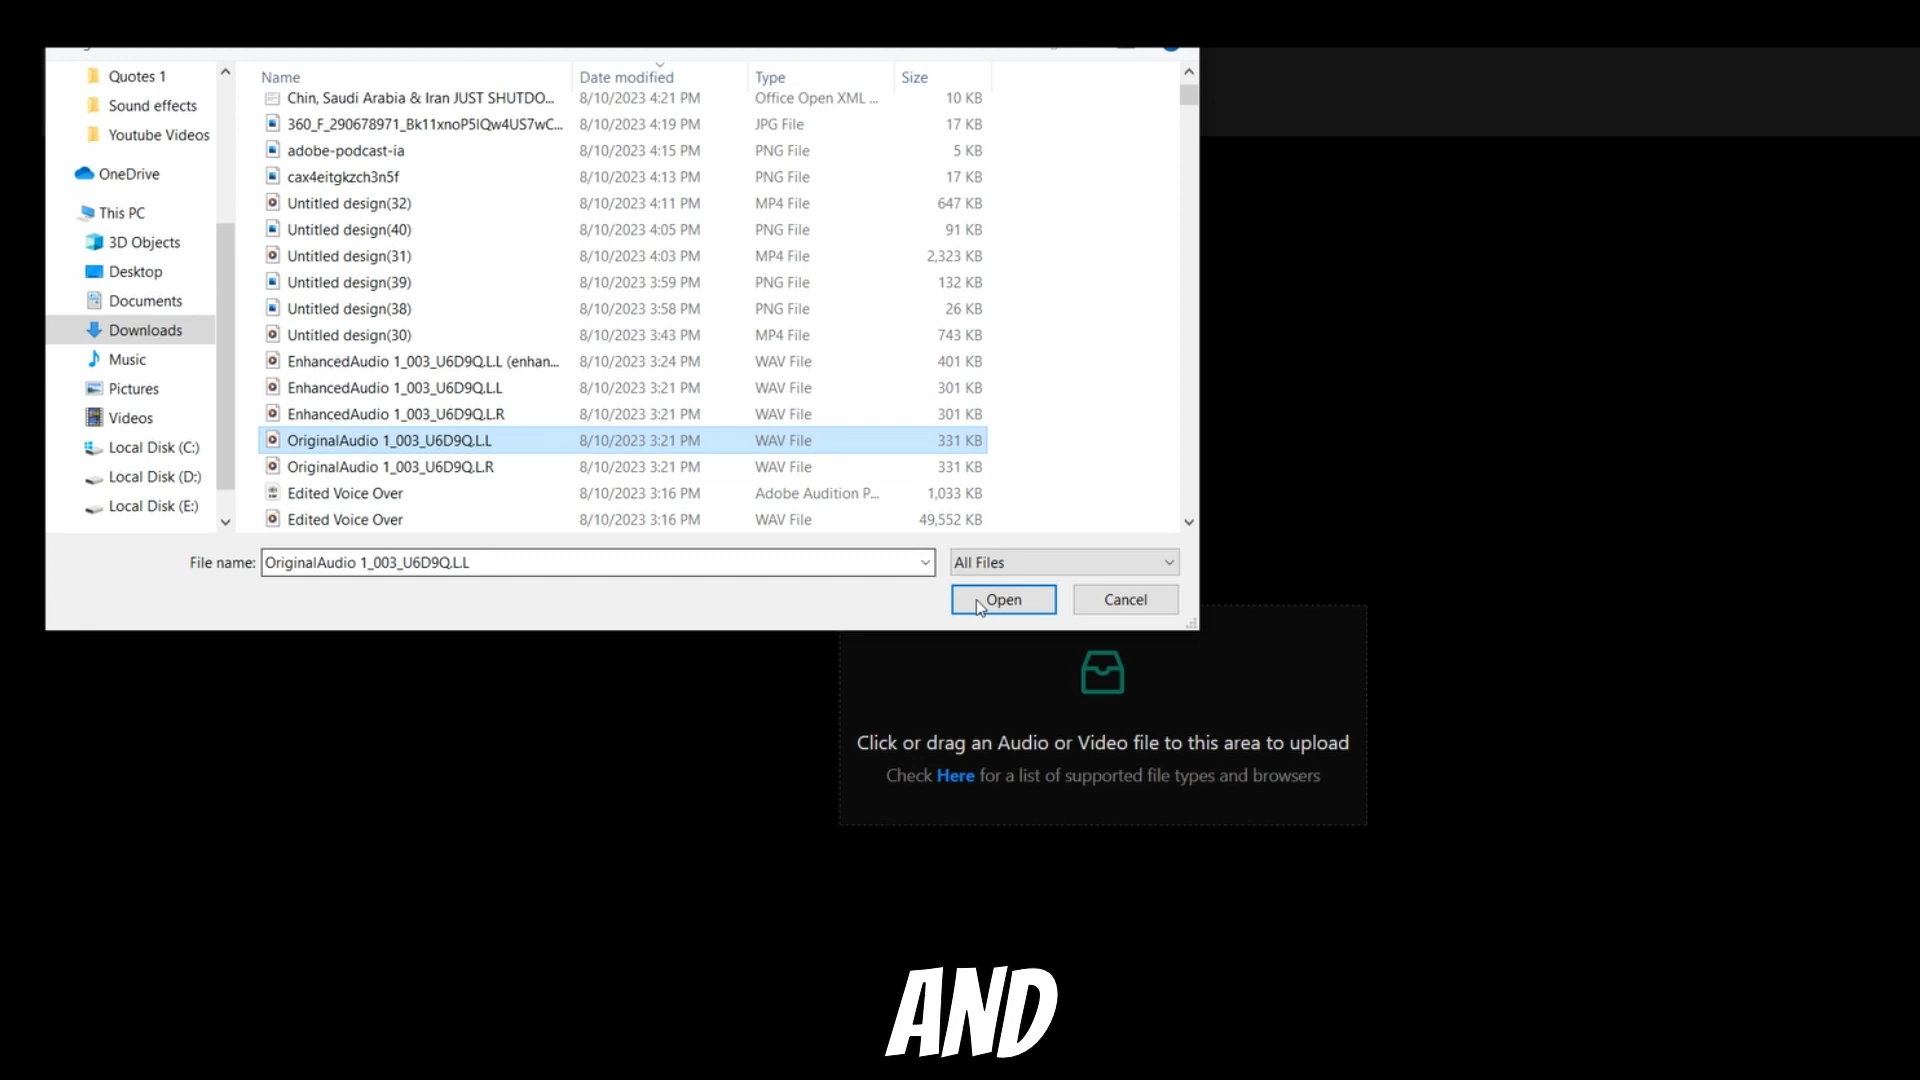 Quotes 1
Sound effects
Youtube Videos
OneDrive
This PC
3D Objects
Desktop
Documents
Downloads
Music
Pictures
Videos
Local Disk (C:)
Local Disk (D:)
Local Disk (E:)
Name Date modified Type Size
Chin, Saudi Arabia & Iran JUST SHUTDO... 8/10/2023 4:21 PM Office Open XML ... 10 KB
360_F_290678971_Bk11xnoP5IQw4US7wC... 8/10/2023 4:19 PM JPG File 17 KB
adobe-podcast-ia 8/10/2023 4:15 PM PNG File 5 KB
cax4eitgkzch3n5f 8/10/2023 4:13 PM PNG File 17 KB
Untitled design(32) 8/10/2023 4:11 PM MP4 File 647 KB
Untitled design(40) 8/10/2023 4:05 PM PNG File 91 KB
Untitled design(31) 8/10/2023 4:03 PM MP4 File 2,323 KB
Untitled design(39) 8/10/2023 3:59 PM PNG File 132 KB
Untitled design(38) 8/10/2023 3:58 PM PNG File 26 KB
Untitled design(30) 8/10/2023 3:43 PM MP4 File 743 KB
EnhancedAudio 1_003_U6D9Q.L.L (enhan... 8/10/2023 3:24 PM WAV File 401 KB
EnhancedAudio 1_003_U6D9Q.L.L 8/10/2023 3:21 PM WAV File 301 KB
EnhancedAudio 1_003_U6D9Q.L.R 8/10/2023 3:21 PM WAV File 301 KB
OriginalAudio 1_003_U6D9Q.L.L 8/10/2023 3:21 PM WAV File 331 KB
OriginalAudio 1_003_U6D9Q.L.R 8/10/2023 3:21 PM WAV File 331 KB
Edited Voice Over 8/10/2023 3:16 PM Adobe Audition P... 1,033 KB
Edited Voice Over 8/10/2023 3:16 PM WAV File 49,552 KB
File name: OriginalAudio 1_003_U6D9Q.L.L All Files
Open Cancel
Click or drag an Audio or Video file to this area to upload
Check Here for a list of supported file types and browsers
AND